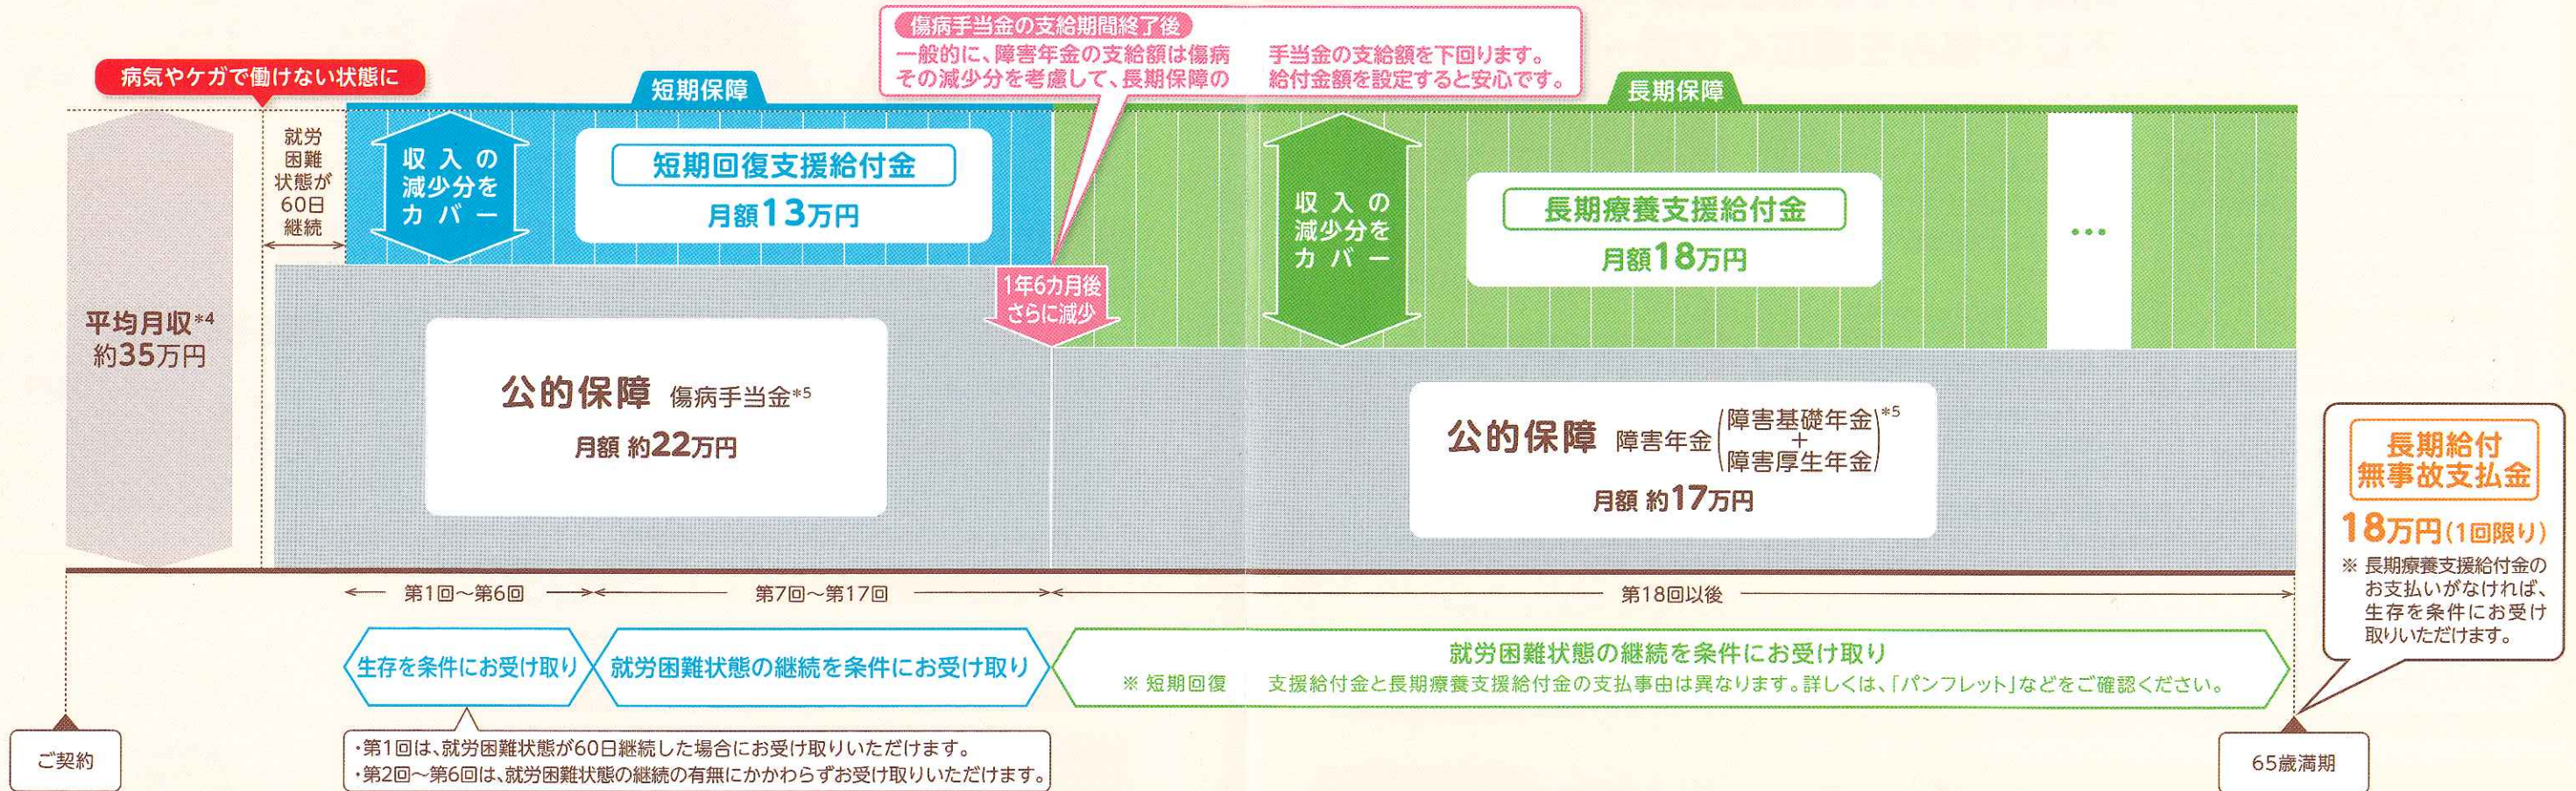 傷病手当金の支給期間終了後
一般的に、障害年金の支給額は傷病手当金の支給額を下回ります。
その減少分を考慮して、長期保障の給付金額を設定すると安心です。
病気やケガで働けない状態に
短期保障
長期保障
就労
困難
状態が
60日
継続
収入の
減少分を
カバー
短期回復支援給付金
月額13万円
収入の
減少分を
カバー
長期療養支援給付金
月額18万円
…
1年6カ月後
さらに減少
平均月収*4
約35万円
公的保障 傷病手当金*5
月額 約22万円
公的保障 障害年金(障害基礎年金+障害厚生年金)*5
月額 約17万円
長期給付
無事故支払金
18万円(1回限り)
※ 長期療養支援給付金の
お支払いがなければ、
生存を条件にお受け
取りいただけます。
第1回〜第6回
第7回〜第17回
第18回以後
生存を条件にお受け取り
就労困難状態の継続を条件にお受け取り
就労困難状態の継続を条件にお受け取り
※ 短期回復支援給付金と長期療養支援給付金の支払事由は異なります。詳しくは、「パンフレット」などをご確認ください。
・第1回は、就労困難状態が60日継続した場合にお受け取りいただけます。
・第2回〜第6回は、就労困難状態の継続の有無にかかわらずお受け取りいただけます。
ご契約
65歳満期